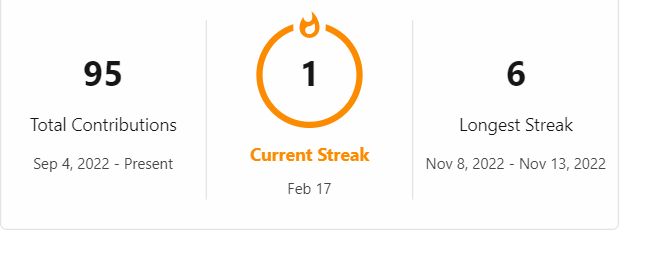 95
Total Contributions
Sep 4, 2022 - Present
1
Current Streak
Feb 17
6
Longest Streak
Nov 8, 2022 - Nov 13, 2022